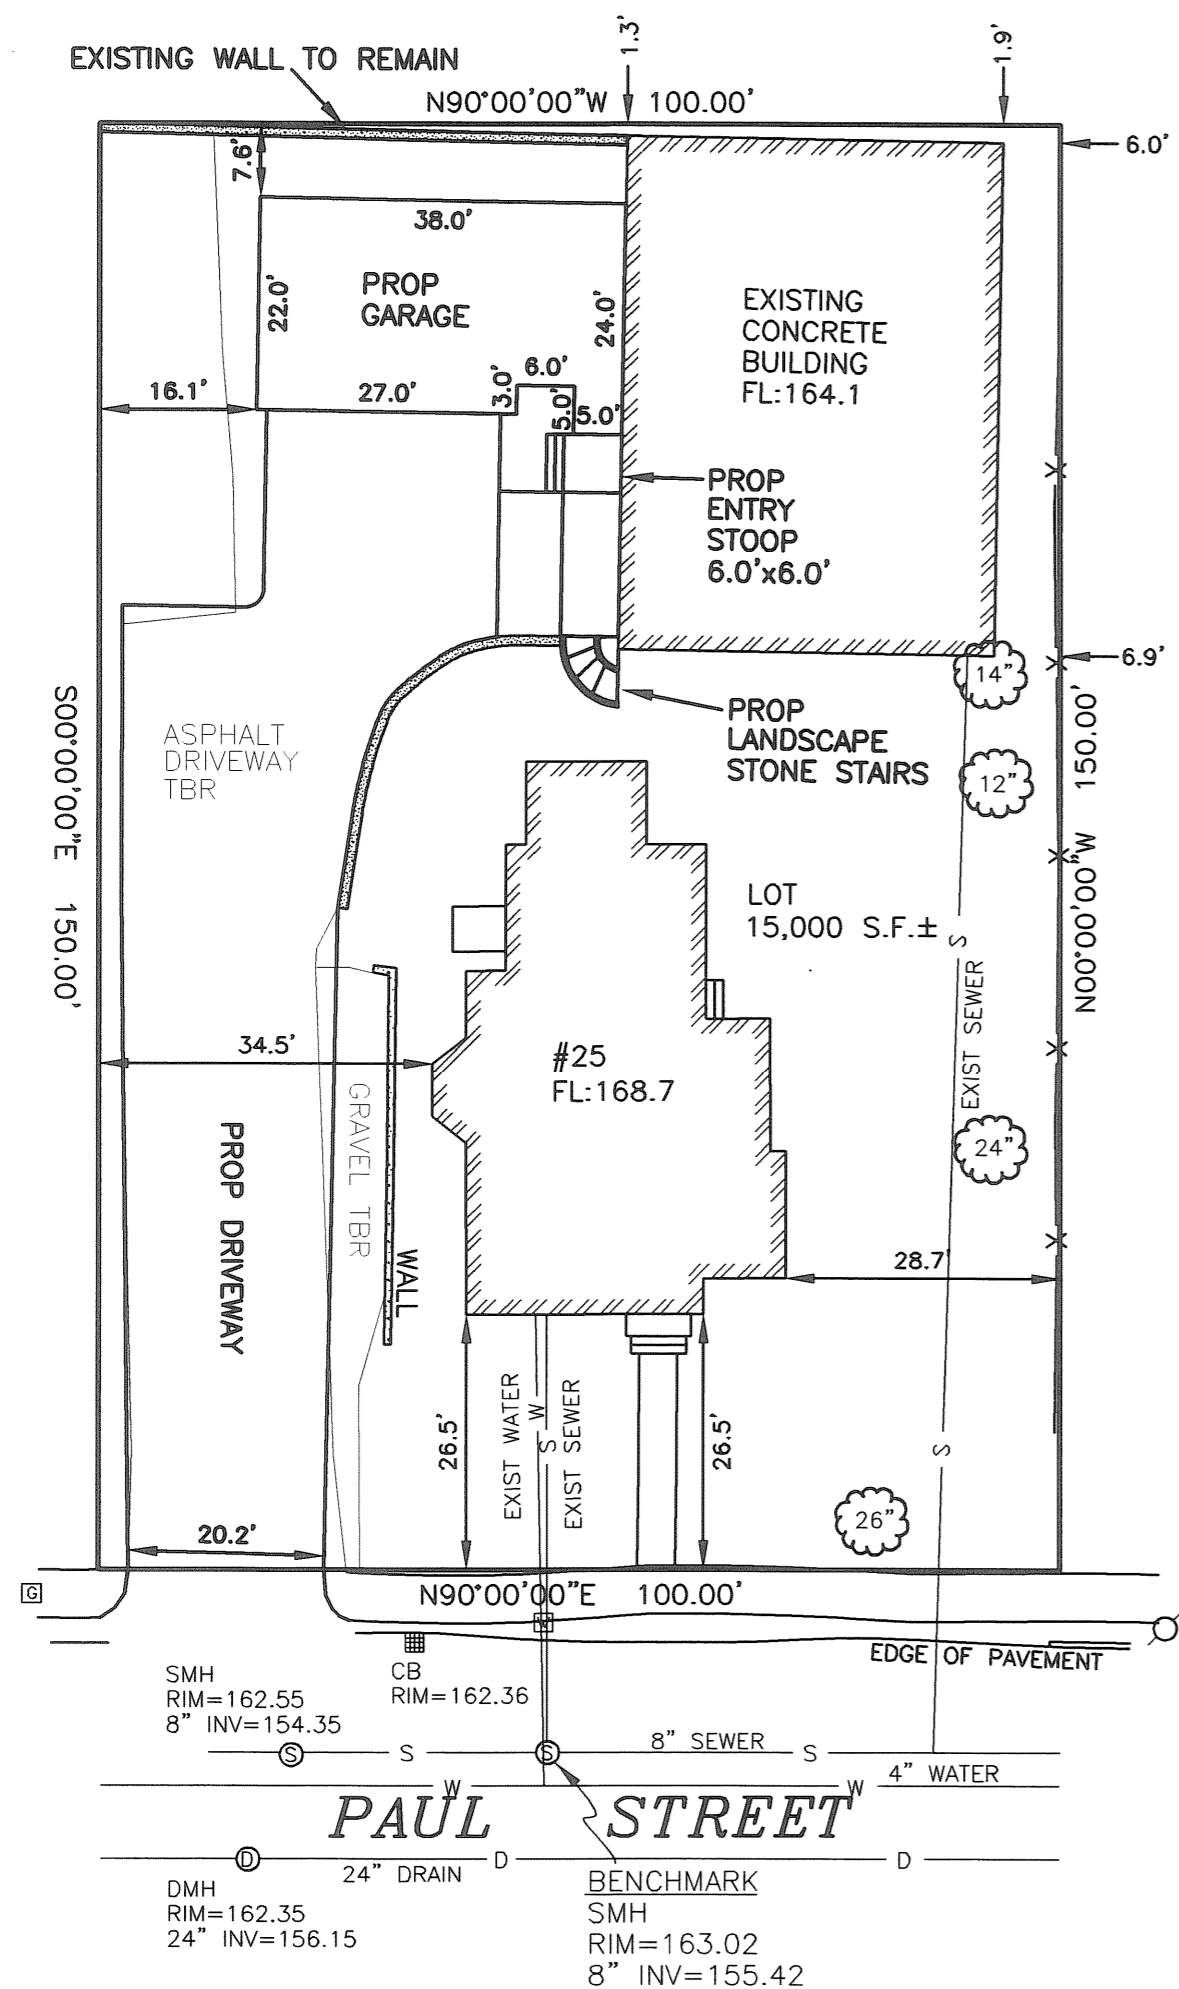 EXISTING WALL TO REMAIN
1.3'
1.9'
N90°00'00"W 100.00'
6.0'
7.6'
38.0'
PROP
GARAGE
22.0'
24.0'
EXISTING
CONCRETE
BUILDING
FL:164.1
16.1'
27.0'
3.0'
6.0'
5.0'
5.0'
PROP
ENTRY
STOOP
6.0'x6.0'
6.9'
14"
PROP
LANDSCAPE
STONE STAIRS
12"
S00°00'00"E 150.00'
N00°00'00"W 150.00'
ASPHALT
DRIVEWAY
TBR
LOT
15,000 S.F.±
S
EXIST SEWER
34.5'
#25
FL:168.7
GRAVEL TBR
24"
PROP DRIVEWAY
WALL
28.7'
26.5'
EXIST WATER
W
S
EXIST SEWER
26.5'
S
26"
20.2'
G
N90°00'00"E 100.00'
W
EDGE OF PAVEMENT
SMH
RIM=162.55
8" INV=154.35
CB
RIM=162.36
S
S
S
8" SEWER
S
W
W
4" WATER
PAUL STREET
D
24" DRAIN
D
D
DMH
RIM=162.35
24" INV=156.15
BENCHMARK
SMH
RIM=163.02
8" INV=155.42